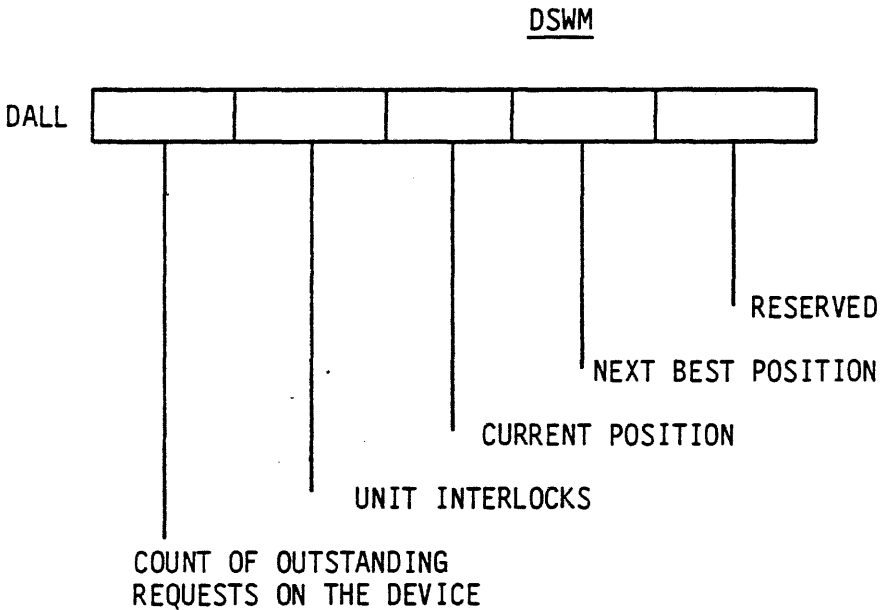 DSWM
DALL
RESERVED
NEXT BEST POSITION
CURRENT POSITION
UNIT INTERLOCKS
COUNT OF OUTSTANDING
REQUESTS ON THE DEVICE